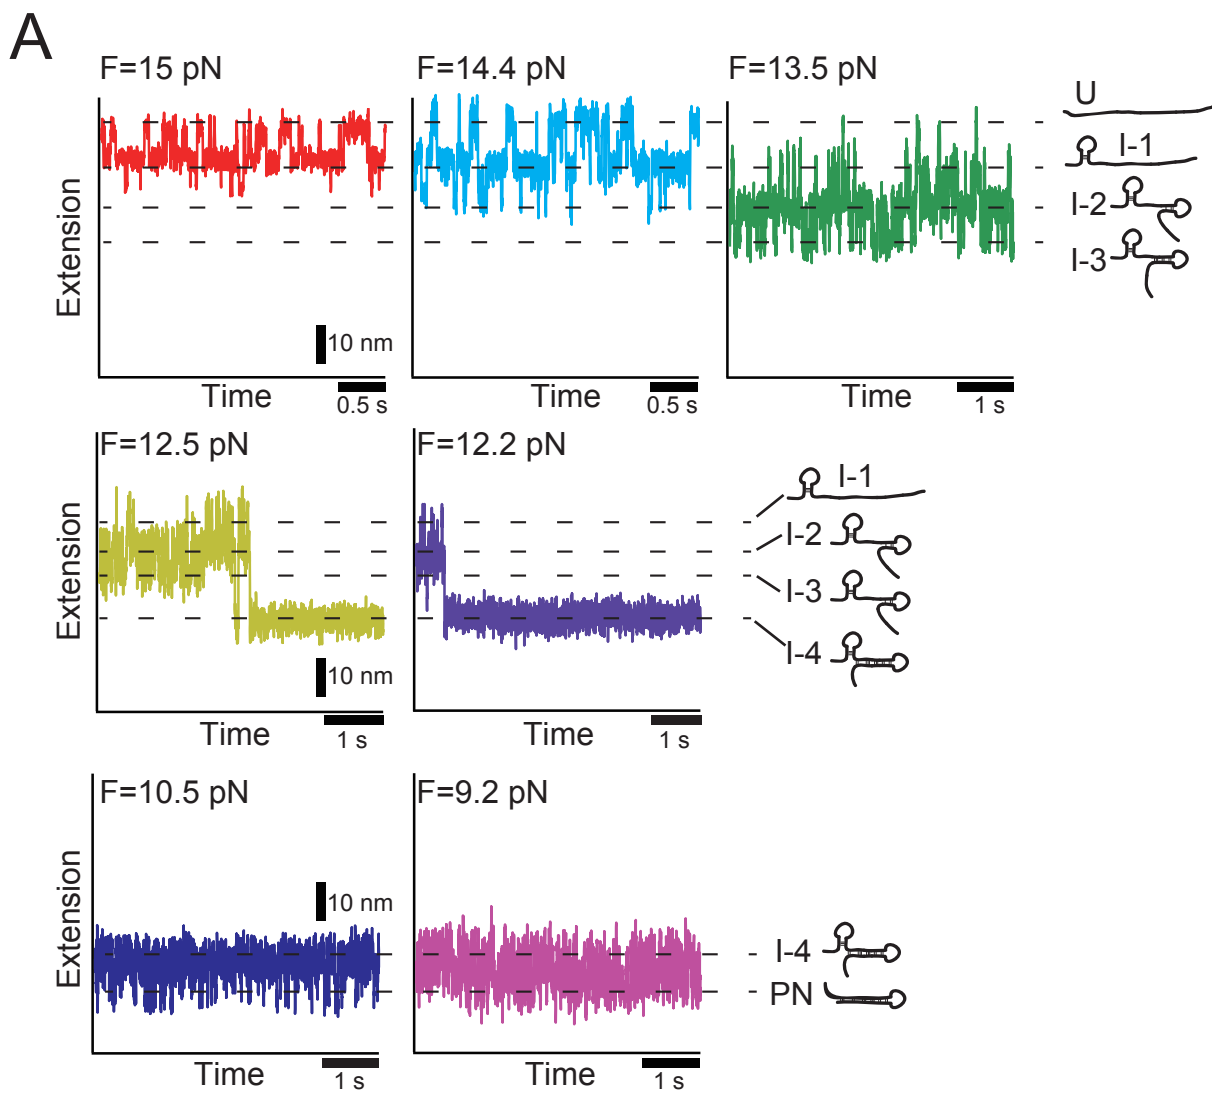 A
F=15 pN
F=14.4 pN
F=13.5 pN
U
I-1
I-2
I-3
Extension
10 nm
Time
0.5 s
Time
0.5 s
Time
1 s
F=12.5 pN
F=12.2 pN
I-1
I-2
I-3
I-4
Extension
10 nm
Time
1 s
Time
1 s
F=10.5 pN
F=9.2 pN
Extension
10 nm
I-4
PN
Time
1 s
Time
1 s